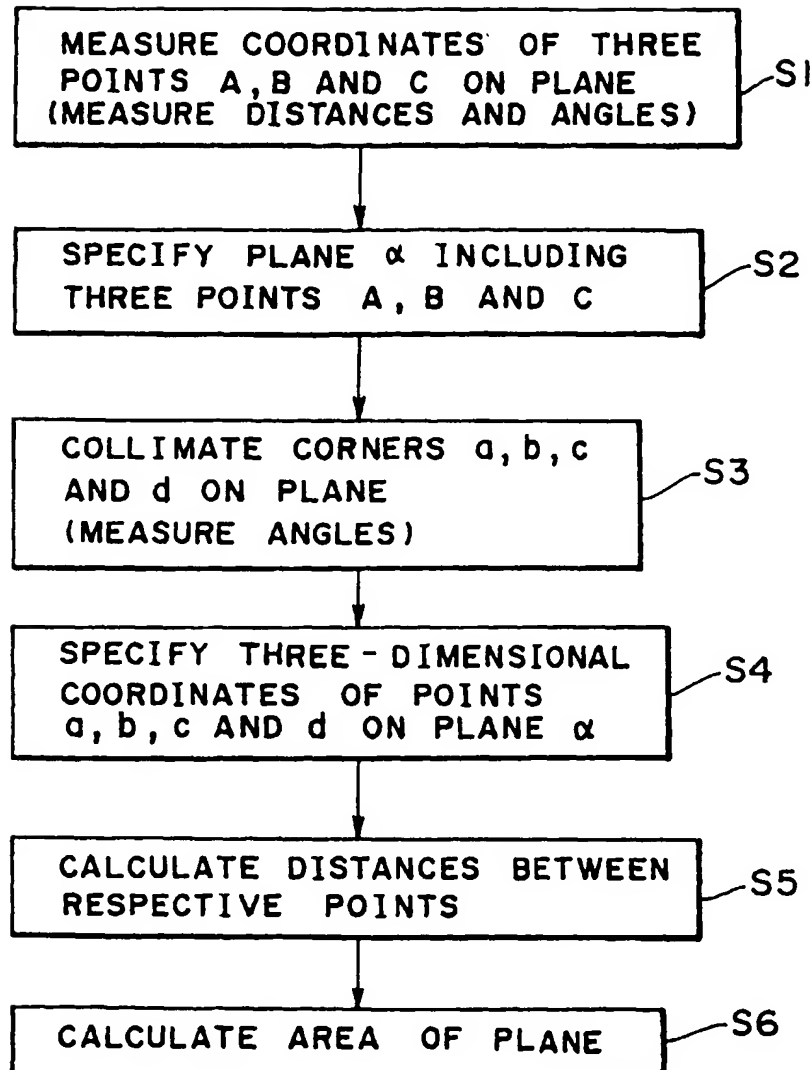 MEASURE COORDINATES OF THREE
POINTS A, B AND C ON PLANE
(MEASURE DISTANCES AND ANGLES)
S1
SPECIFY PLANE α INCLUDING
THREE POINTS A, B AND C
S2
COLLIMATE CORNERS a, b, c
AND d ON PLANE
(MEASURE ANGLES)
S3
SPECIFY THREE-DIMENSIONAL
COORDINATES OF POINTS
a, b, c AND d ON PLANE α
S4
CALCULATE DISTANCES BETWEEN
RESPECTIVE POINTS
S5
CALCULATE AREA OF PLANE
S6